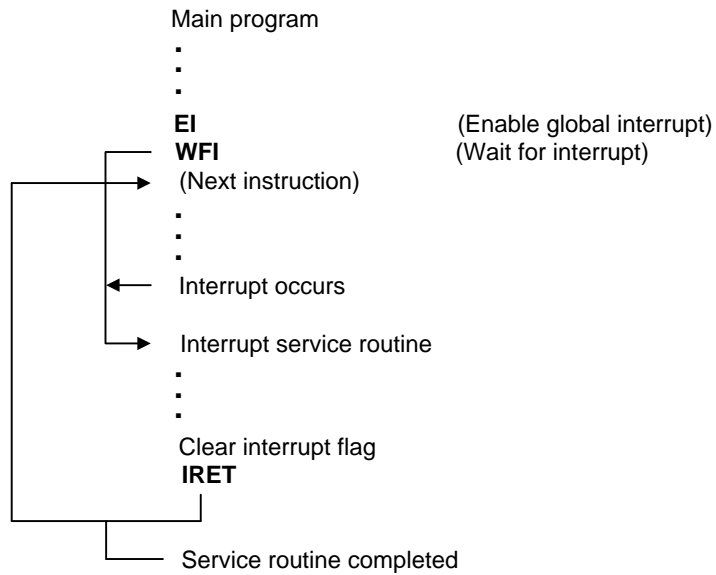 Main program
.
.
.
EI (Enable global interrupt)
WFI (Wait for interrupt)
(Next instruction)
.
.
.
Interrupt occurs
Interrupt service routine
.
.
.
Clear interrupt flag
IRET
Service routine completed